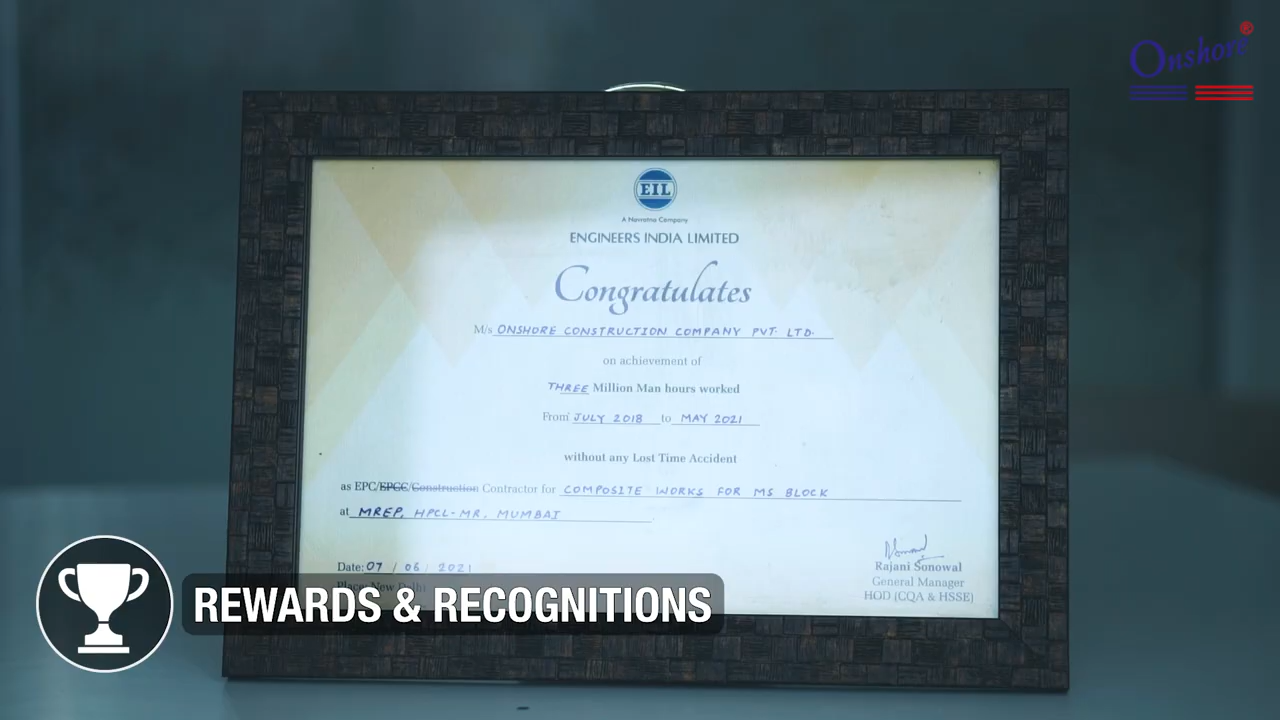 Onshore®
EIL
A Navratna Company
ENGINEERS INDIA LIMITED
Congratulates
M/s ONSHORE CONSTRUCTION COMPANY PVT. LTD.
on achievement of
THREE Million Man hours worked
From JULY 2018 to MAY 2021
without any Lost Time Accident
as EPC/EPCC/Construction Contractor for COMPOSITE WORKS FOR MS BLOCK
at MREP, HPCL-MR, MUMBAI
Date: 07 / 06 / 2021
Place: New Delhi
Rajani Sonowal
General Manager
HOD (CQA & HSSE)
REWARDS & RECOGNITIONS